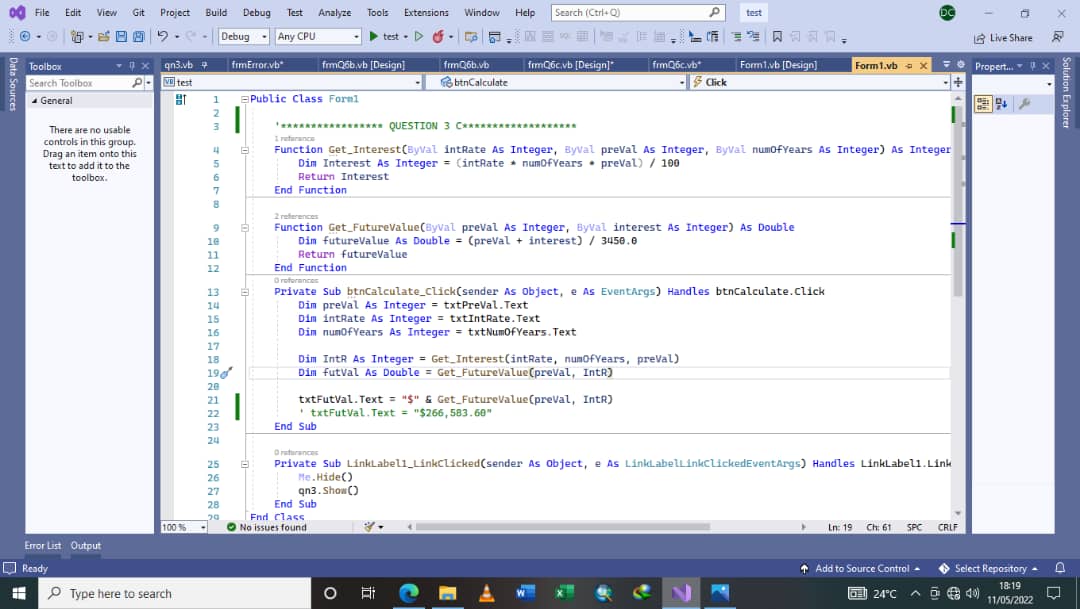 File Edit View Git Project Build Debug Test Analyze Tools Extensions Window Help Search (Ctrl+Q) test DC
Debug Any CPU test Live Share
Data Sources
Toolbox
Search Toolbox
General
There are no usable
controls in this group.
Drag an item onto this
text to add it to the
toolbox.
qn3.vb frmError.vb* frmQ6b.vb [Design] frmQ6b.vb frmQ6c.vb [Design]* frmQ6c.vb* Form1.vb [Design] Form1.vb
VB test btnCalculate Click
1 Public Class Form1
2
3 '***************** QUESTION 3 C*******************
1 reference
4 Function Get_Interest(ByVal intRate As Integer, ByVal preVal As Integer, ByVal numOfYears As Integer) As Integer
5 Dim Interest As Integer = (intRate * numOfYears * preVal) / 100
6 Return Interest
7 End Function
8
2 references
9 Function Get_FutureValue(ByVal preVal As Integer, ByVal interest As Integer) As Double
10 Dim futureValue As Double = (preVal + interest) / 3450.0
11 Return futureValue
12 End Function
0 references
13 Private Sub btnCalculate_Click(sender As Object, e As EventArgs) Handles btnCalculate.Click
14 Dim preVal As Integer = txtPreVal.Text
15 Dim intRate As Integer = txtIntRate.Text
16 Dim numOfYears As Integer = txtNumOfYears.Text
17
18 Dim IntR As Integer = Get_Interest(intRate, numOfYears, preVal)
19 Dim futVal As Double = Get_FutureValue(preVal, IntR)
20
21 txtFutVal.Text = "$" & Get_FutureValue(preVal, IntR)
22 ' txtFutVal.Text = "$266,583.60"
23 End Sub
24
0 references
25 Private Sub LinkLabel1_LinkClicked(sender As Object, e As LinkLabelLinkClickedEventArgs) Handles LinkLabel1.Link
26 Me.Hide()
27 qn3.Show()
28 End Sub
29 End Class
100 % No issues found Ln: 19 Ch: 61 SPC CRLF
Propert...
Solution Explorer
Error List Output
Ready Add to Source Control Select Repository
Type here to search 24°C 18:19
11/05/2022